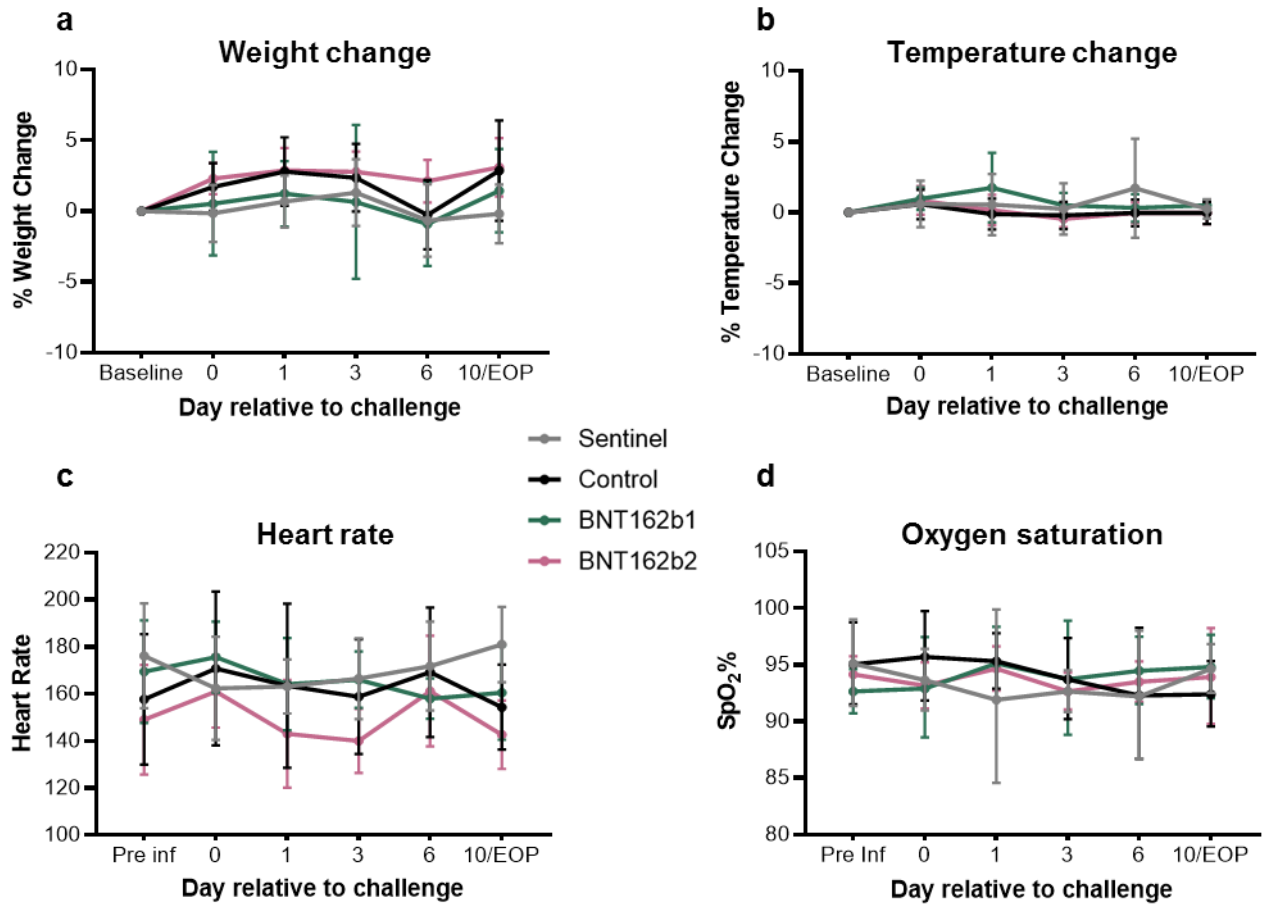 a
Weight change
10
5
0
-5
-10
% Weight Change
Baseline 0 1 3 6 10/EOP
Day relative to challenge
b
Temperature change
10
5
0
-5
-10
% Temperature Change
Baseline 0 1 3 6 10/EOP
Day relative to challenge
Sentinel
Control
BNT162b1
BNT162b2
c
Heart rate
220
200
180
160
140
120
100
Heart Rate
Pre inf 0 1 3 6 10/EOP
Day relative to challenge
d
Oxygen saturation
105
100
95
90
85
80
SpO₂%
Pre Inf 0 1 3 6 10/EOP
Day relative to challenge